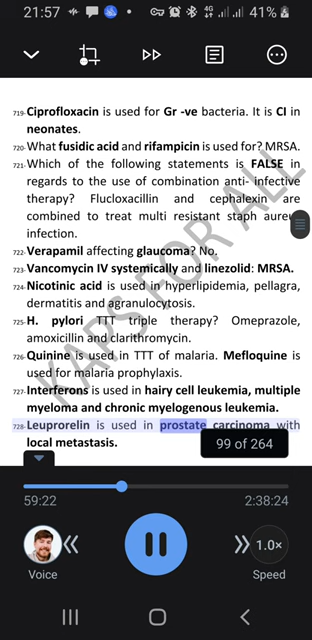 21:57
4G
41%
719- Ciprofloxacin is used for Gr -ve bacteria. It is CI in
neonates.
720- What fusidic acid and rifampicin is used for? MRSA.
721- Which of the following statements is FALSE in
regards to the use of combination anti- infective
therapy? Flucloxacillin and cephalexin are
combined to treat multi resistant staph aureus
infection.
722- Verapamil affecting glaucoma? No.
723- Vancomycin IV systemically and linezolid: MRSA.
724- Nicotinic acid is used in hyperlipidemia, pellagra,
dermatitis and agranulocytosis.
725- H. pylori TTT triple therapy? Omeprazole,
amoxicillin and clarithromycin.
726- Quinine is used in TTT of malaria. Mefloquine is
used for malaria prophylaxis.
727- Interferons is used in hairy cell leukemia, multiple
myeloma and chronic myelogenous leukemia.
728- Leuprorelin is used in prostate carcinoma with
local metastasis.
KAPS FOR ALL
99 of 264
59:22
2:38:24
1.0×
Voice
Speed